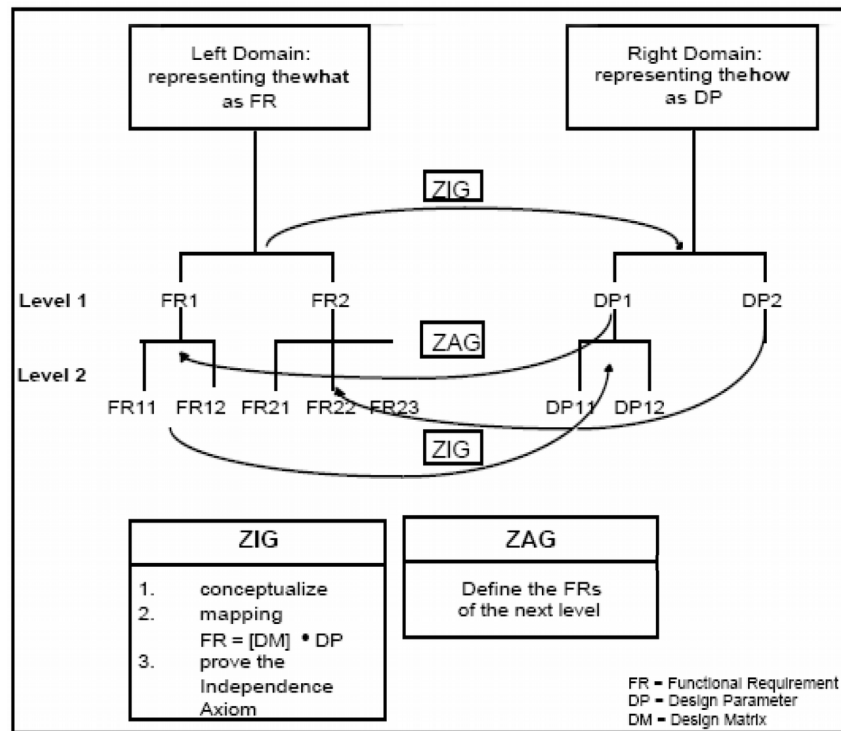 Left Domain:
representing thewhat
as FR
Right Domain:
representing thehow
as DP
ZIG
Level 1
FR1
FR2
DP1
DP2
ZAG
Level 2
FR11
FR12
FR21
FR22
FR23
DP11
DP12
ZIG
ZIG
1. conceptualize
2. mapping
FR = [DM] • DP
3. prove the
Independence
Axiom
ZAG
Define the FRs
of the next level
FR = Functional Requirement
DP = Design Parameter
DM = Design Matrix